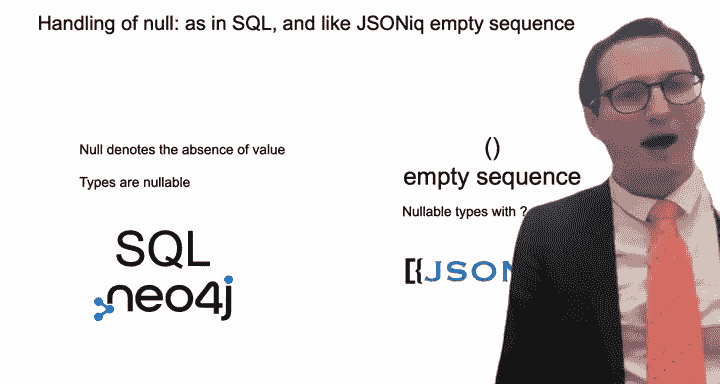 Handling of null: as in SQL, and like JSONiq empty sequence
Null denotes the absence of value
Types are nullable
SQL
neo4j
()
empty sequence
Nullable types with ?
[{JSON